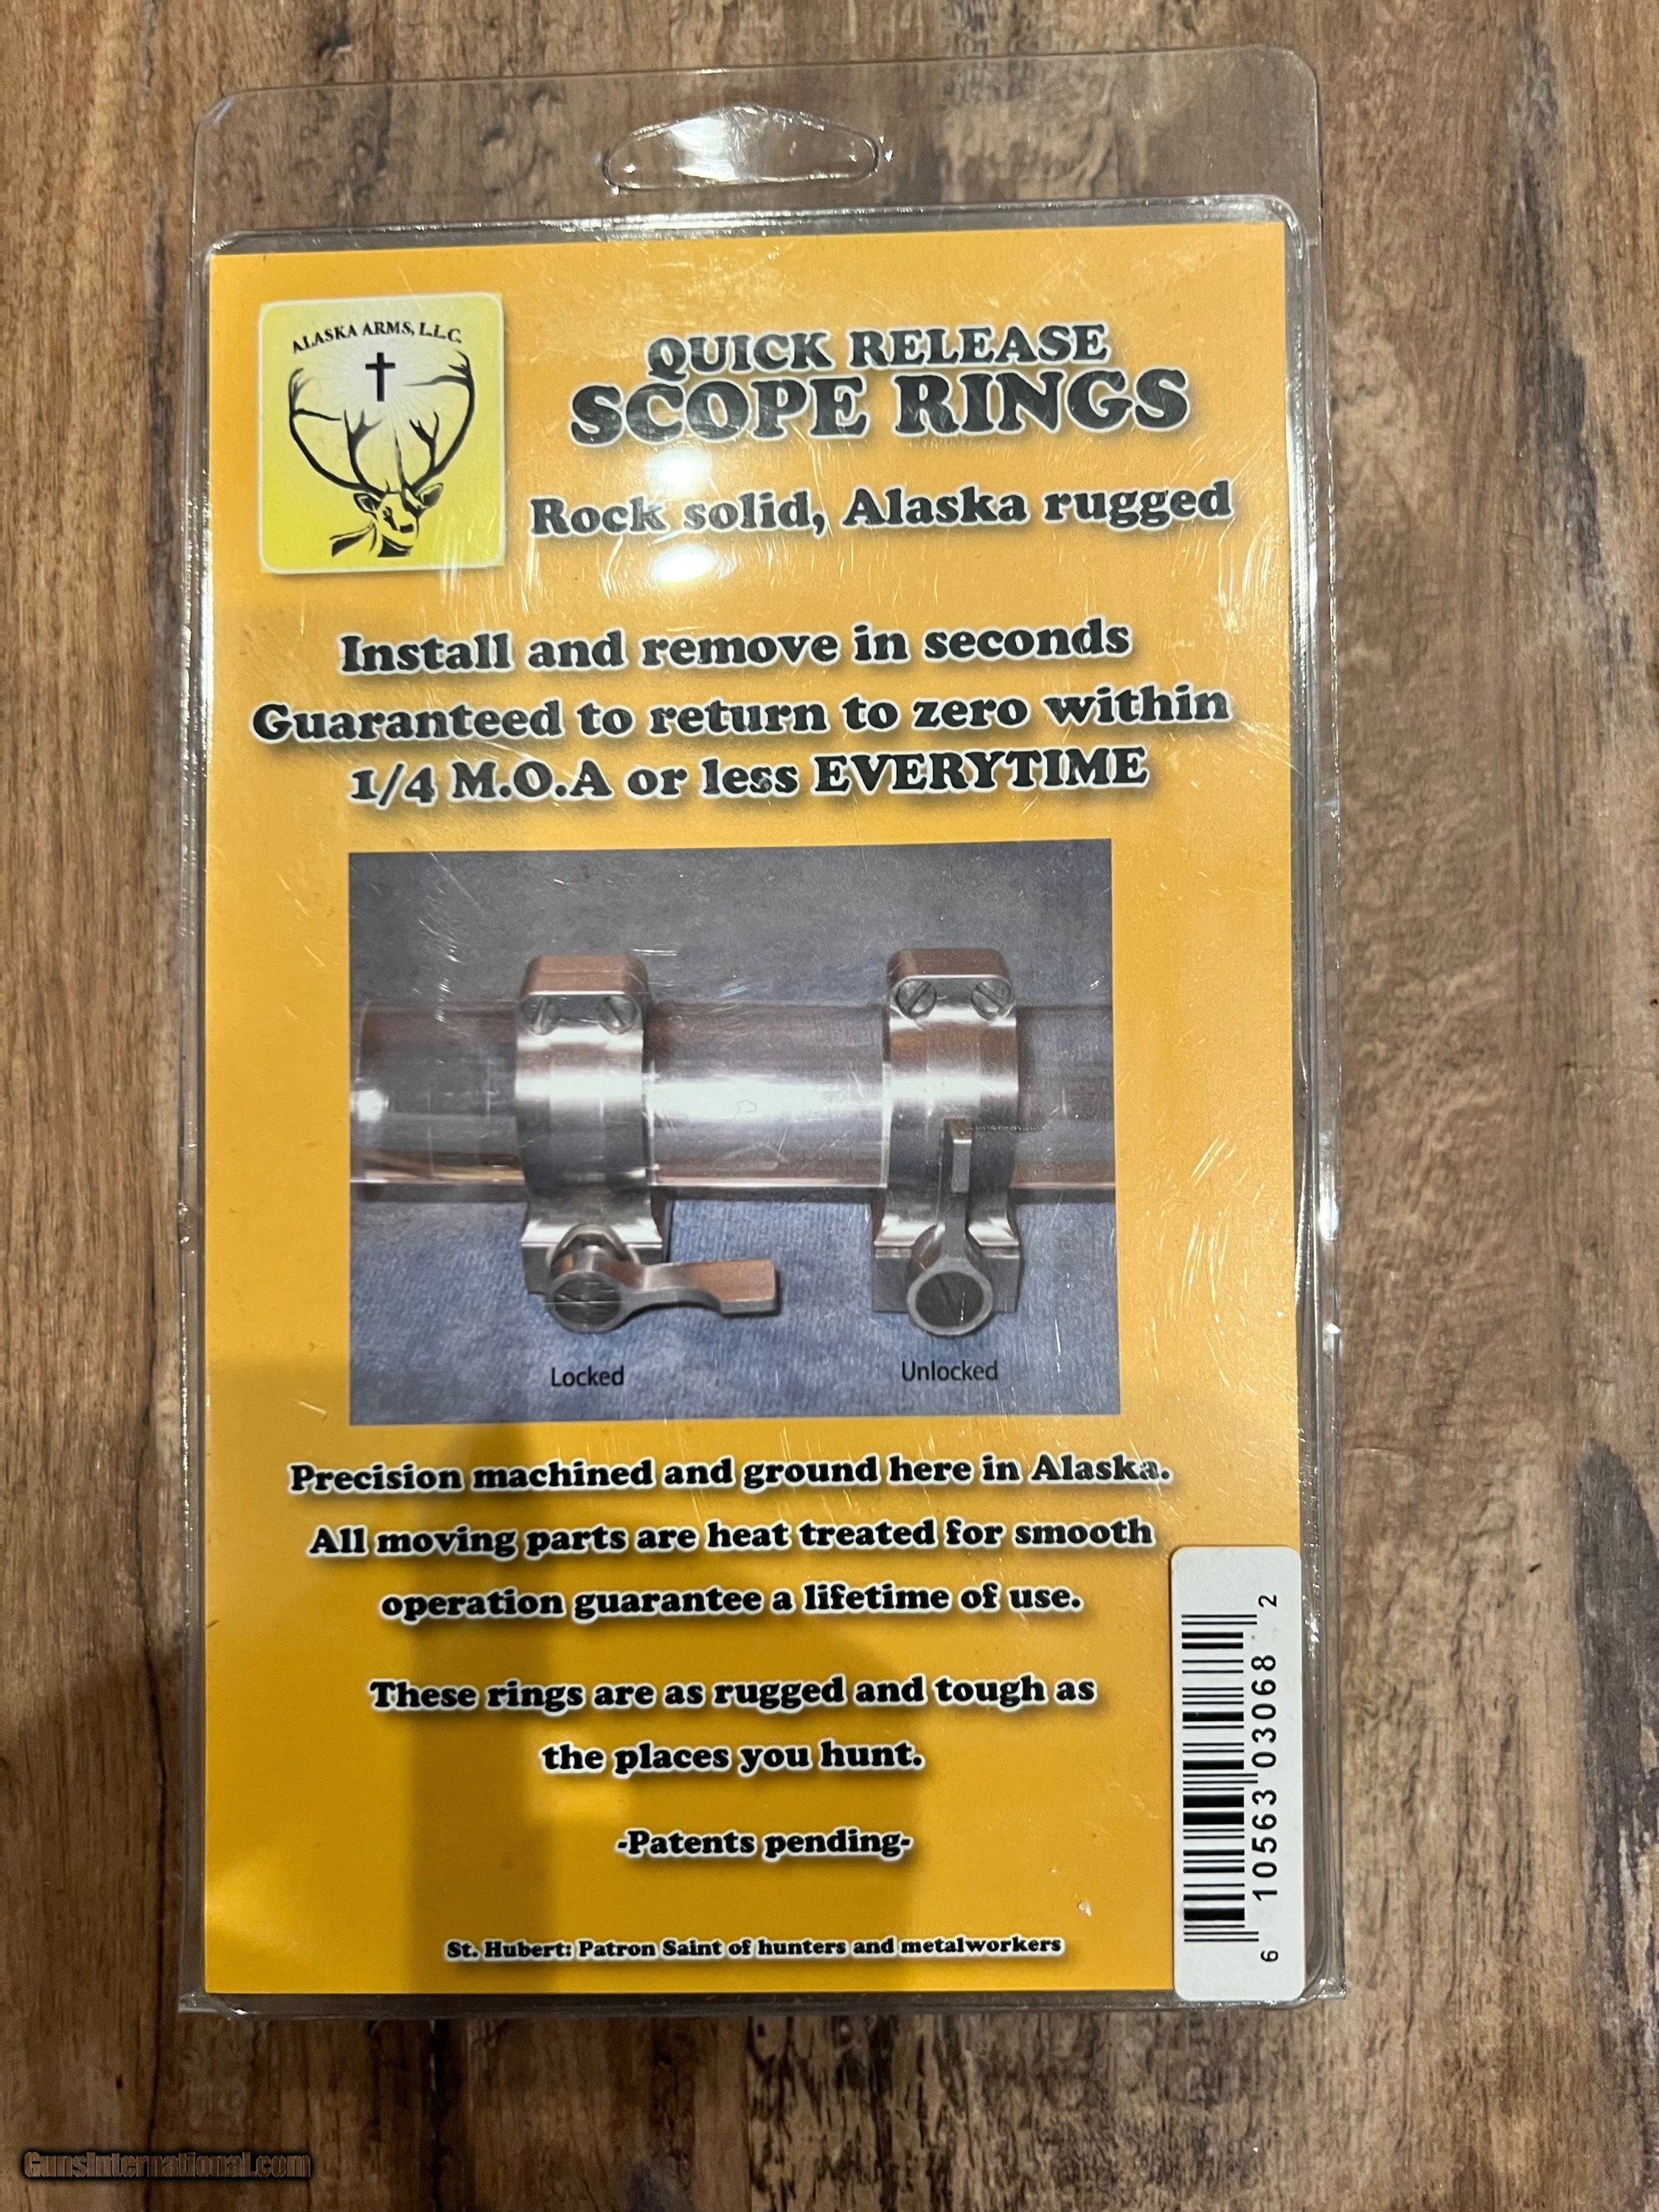 ALASKA ARMS, L.L.C.
QUICK RELEASE
SCOPE RINGS
Rock solid, Alaska rugged
Install and remove in seconds
Guaranteed to return to zero within
1/4 M.O.A or less EVERYTIME
Locked
Unlocked
Precision machined and ground here in Alaska.
All moving parts are heat treated for smooth
operation guarantee a lifetime of use.
These rings are as rugged and tough as
the places you hunt.
-Patents pending-
St. Hubert: Patron Saint of hunters and metalworkers
6 10563 03068 2
GunsInternational.com